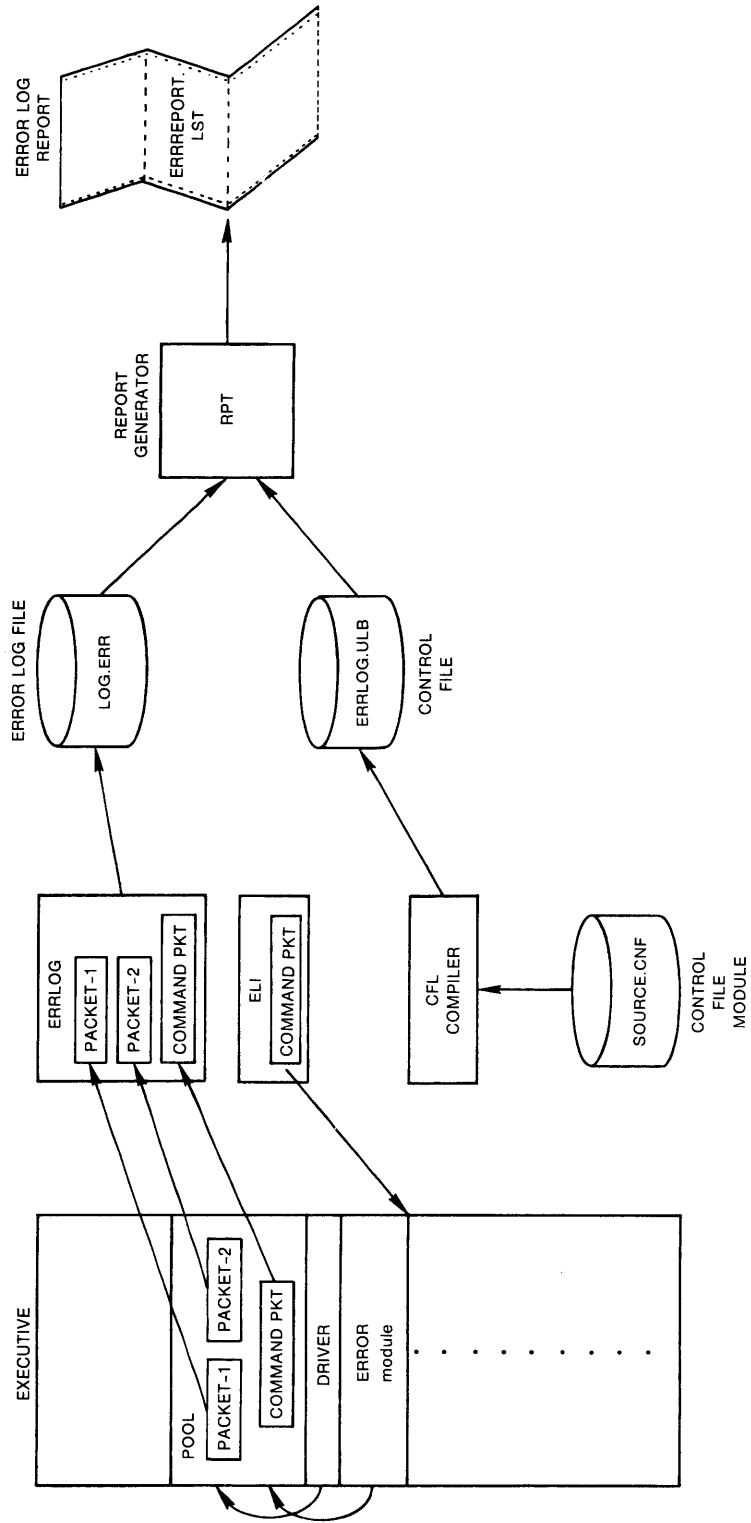 EXECUTIVE
POOL
PACKET-1
PACKET-2
COMMAND PKT
DRIVER
ERROR
module
ERRLOG
PACKET-1
PACKET-2
COMMAND PKT
ELI
COMMAND PKT
CFL
COMPILER
SOURCE.CNF
CONTROL
FILE
MODULE
ERROR LOG FILE
LOG.ERR
ERRLOG.ULB
CONTROL
FILE
REPORT
GENERATOR
RPT
ERROR LOG
REPORT
ERRREPORT.
LST